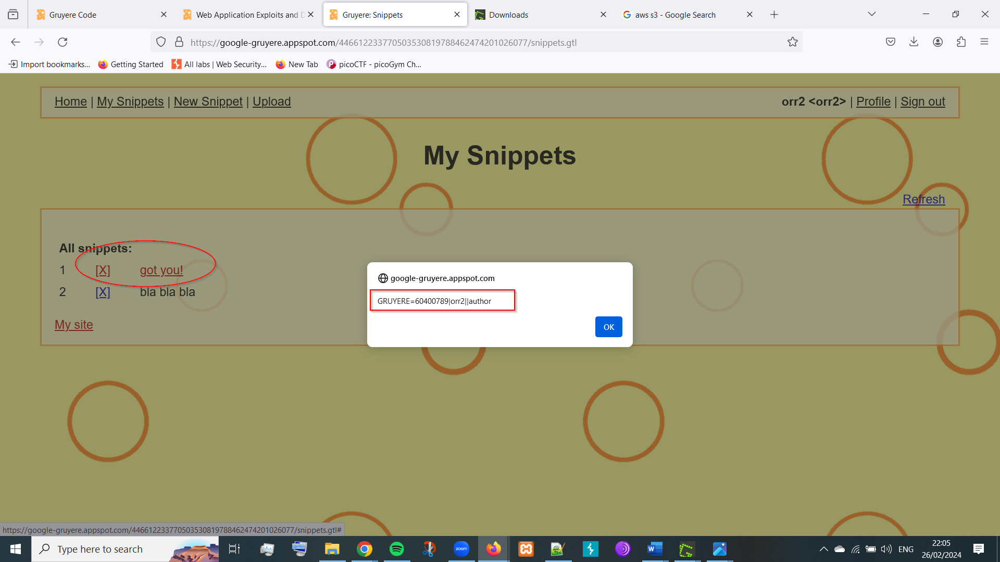 Gruyere Code
Web Application Exploits and D
Gruyere: Snippets
Downloads
aws s3 - Google Search
https://google-gruyere.appspot.com/446612233770503530819788462474201026077/snippets.gtl
Import bookmarks...
Getting Started
All labs | Web Security...
New Tab
picoCTF - picoGym Ch...
Home | My Snippets | New Snippet | Upload
orr2 <orr2> | Profile | Sign out
My Snippets
Refresh
All snippets:
1 [X] got you!
2 [X] bla bla bla
My site
google-gruyere.appspot.com
GRUYERE=60400789|orr2||author
OK
https://google-gruyere.appspot.com/446612233770503530819788462474201026077/snippets.gtl#
Type here to search
zoom
ENG
22:05
26/02/2024